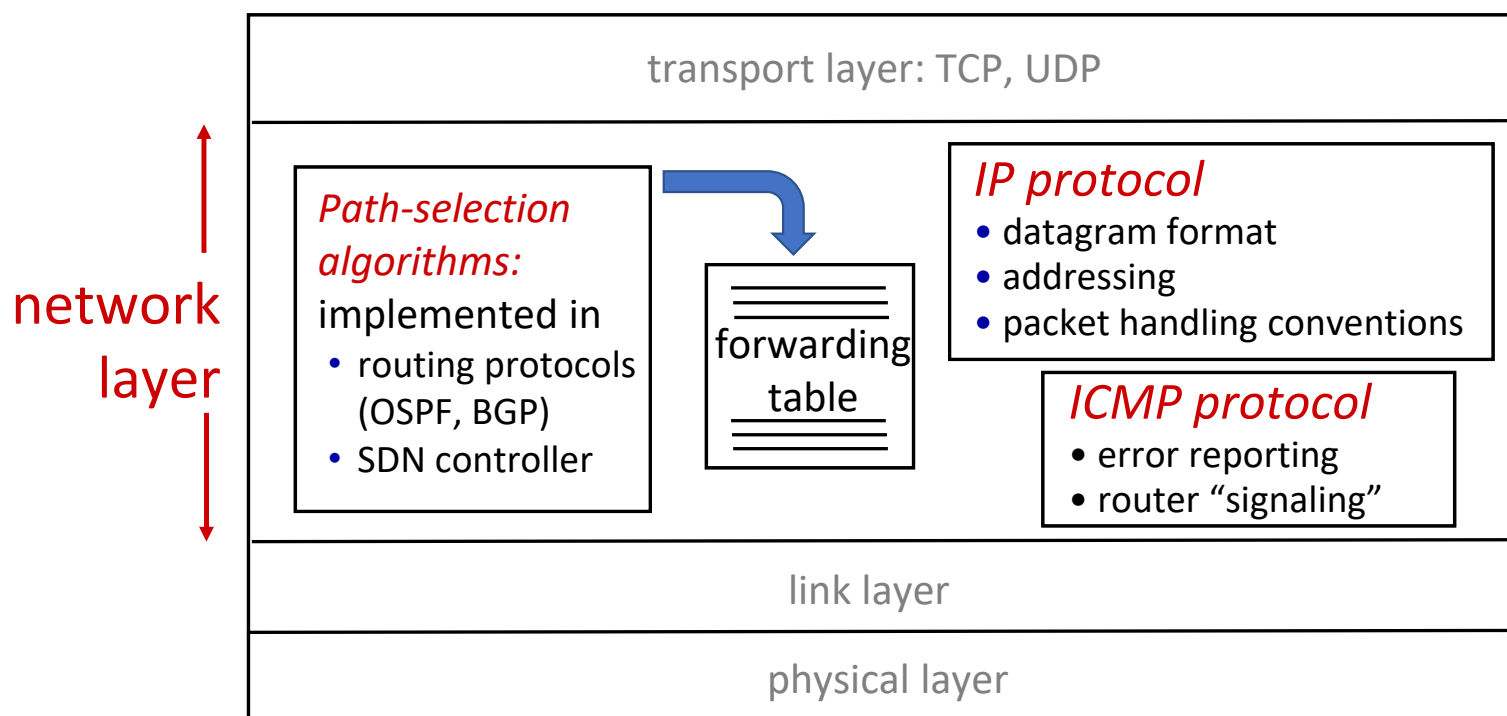 transport layer: TCP, UDP
network
layer
Path-selection
algorithms:
implemented in
• routing protocols
(OSPF, BGP)
• SDN controller
forwarding
table
IP protocol
• datagram format
• addressing
• packet handling conventions
ICMP protocol
• error reporting
• router “signaling”
link layer
physical layer